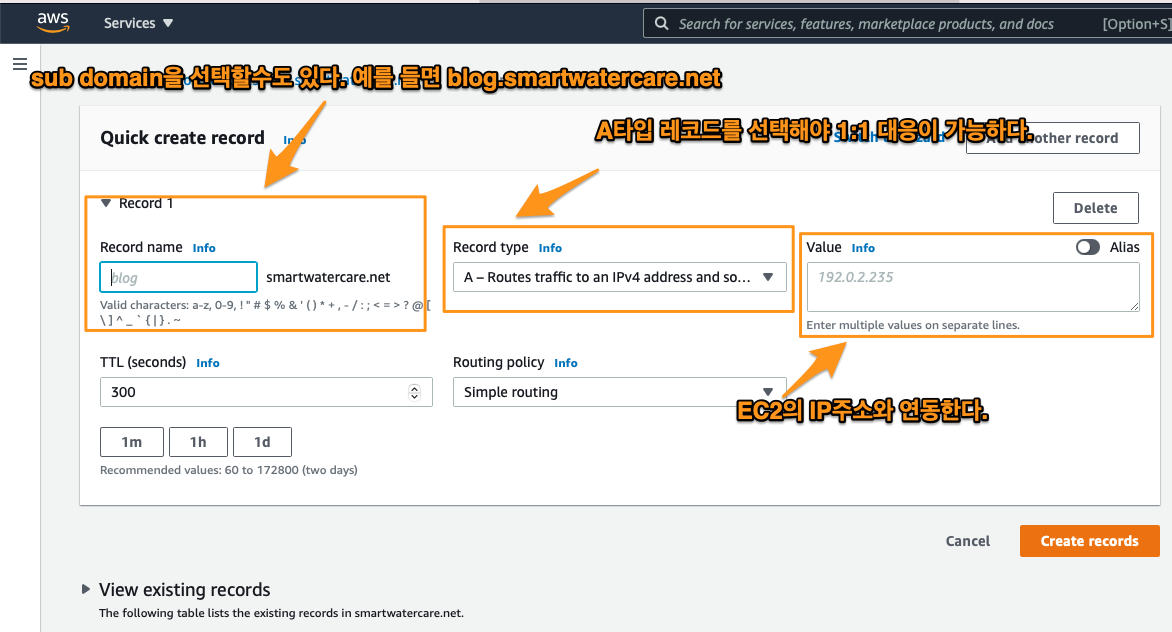 aws
Services ▼
Search for services, features, marketplace products, and docs
[Option+S]
sub domain을 선택할수도 있다. 예를 들면 blog.smartwatercare.net
A타입 레코드를 선택해야 1:1 대응이 가능하다.
Quick create record
Info
another record
▼ Record 1
Delete
Record name Info
blog
smartwatercare.net
Valid characters: a-z, 0-9, ! " # $ % & ' ( ) * + , - / : ; < = > ? @ [
\ ] ^ _ ` { | } . ~
Record type Info
A – Routes traffic to an IPv4 address and so...
Value Info
Alias
192.0.2.235
Enter multiple values on separate lines.
TTL (seconds) Info
300
Routing policy Info
Simple routing
EC2의 IP주소와 연동한다.
1m
1h
1d
Recommended values: 60 to 172800 (two days)
Cancel
Create records
View existing records
The following table lists the existing records in smartwatercare.net.